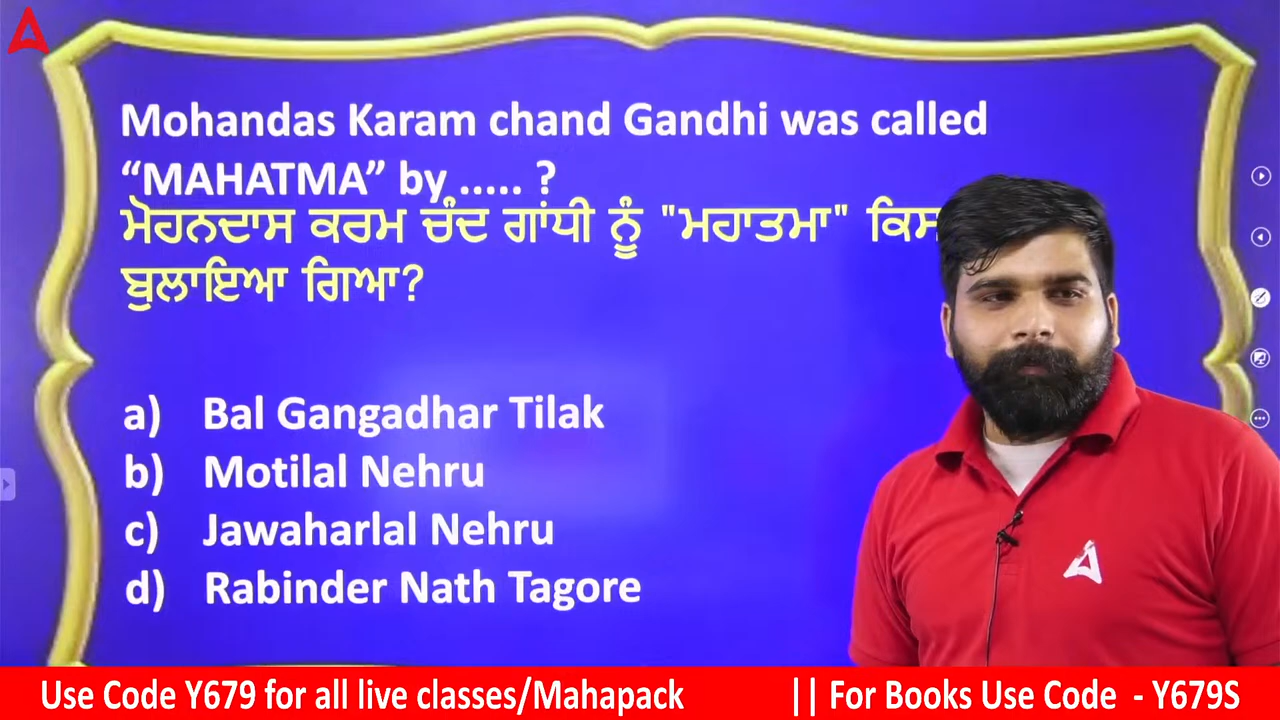 Mohandas Karam chand Gandhi was called
“MAHATMA” by ..... ?
ਮੋਹਨਦਾਸ ਕਰਮ ਚੰਦ ਗਾਂਧੀ ਨੂੰ "ਮਹਾਤਮਾ"
ਬੁਲਾਇਆ ਗਿਆ?
a) Bal Gangadhar Tilak
b) Motilal Nehru
c) Jawaharlal Nehru
d) Rabinder Nath Tagore
Use Code Y679 for all live classes/Mahapack || For Books Use Code - Y679S